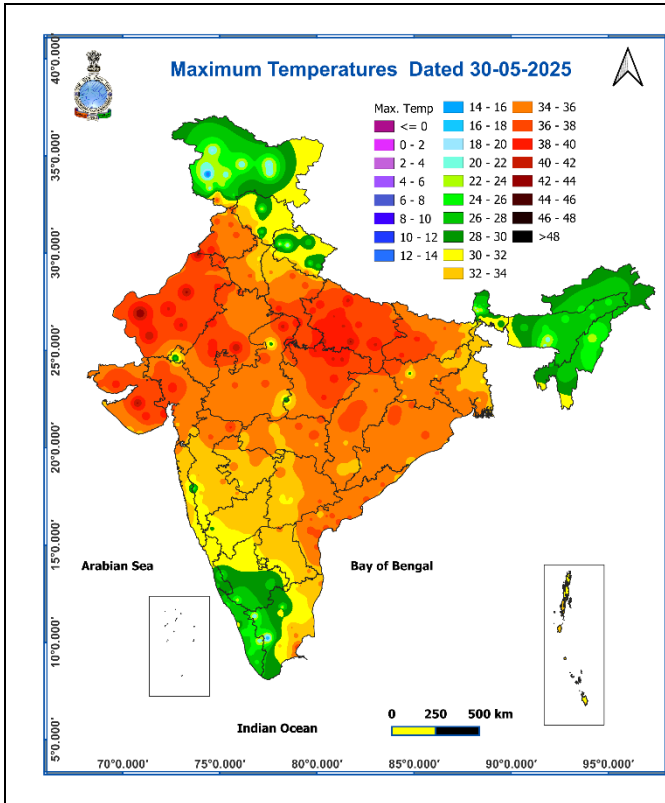 Maximum Temperatures Dated 30-05-2025
Max. Temp
<= 0
0 - 2
2 - 4
4 - 6
6 - 8
8 - 10
10 - 12
12 - 14
14 - 16
16 - 18
18 - 20
20 - 22
22 - 24
24 - 26
26 - 28
28 - 30
30 - 32
32 - 34
34 - 36
36 - 38
38 - 40
40 - 42
42 - 44
44 - 46
46 - 48
>48
40°0.000'
35°0.000'
30°0.000'
25°0.000'
20°0.000'
15°0.000'
10°0.000'
5°0.000'
Arabian Sea
Bay of Bengal
Indian Ocean
0 250 500 km
70°0.000' 75°0.000' 80°0.000' 85°0.000' 90°0.000' 95°0.000'